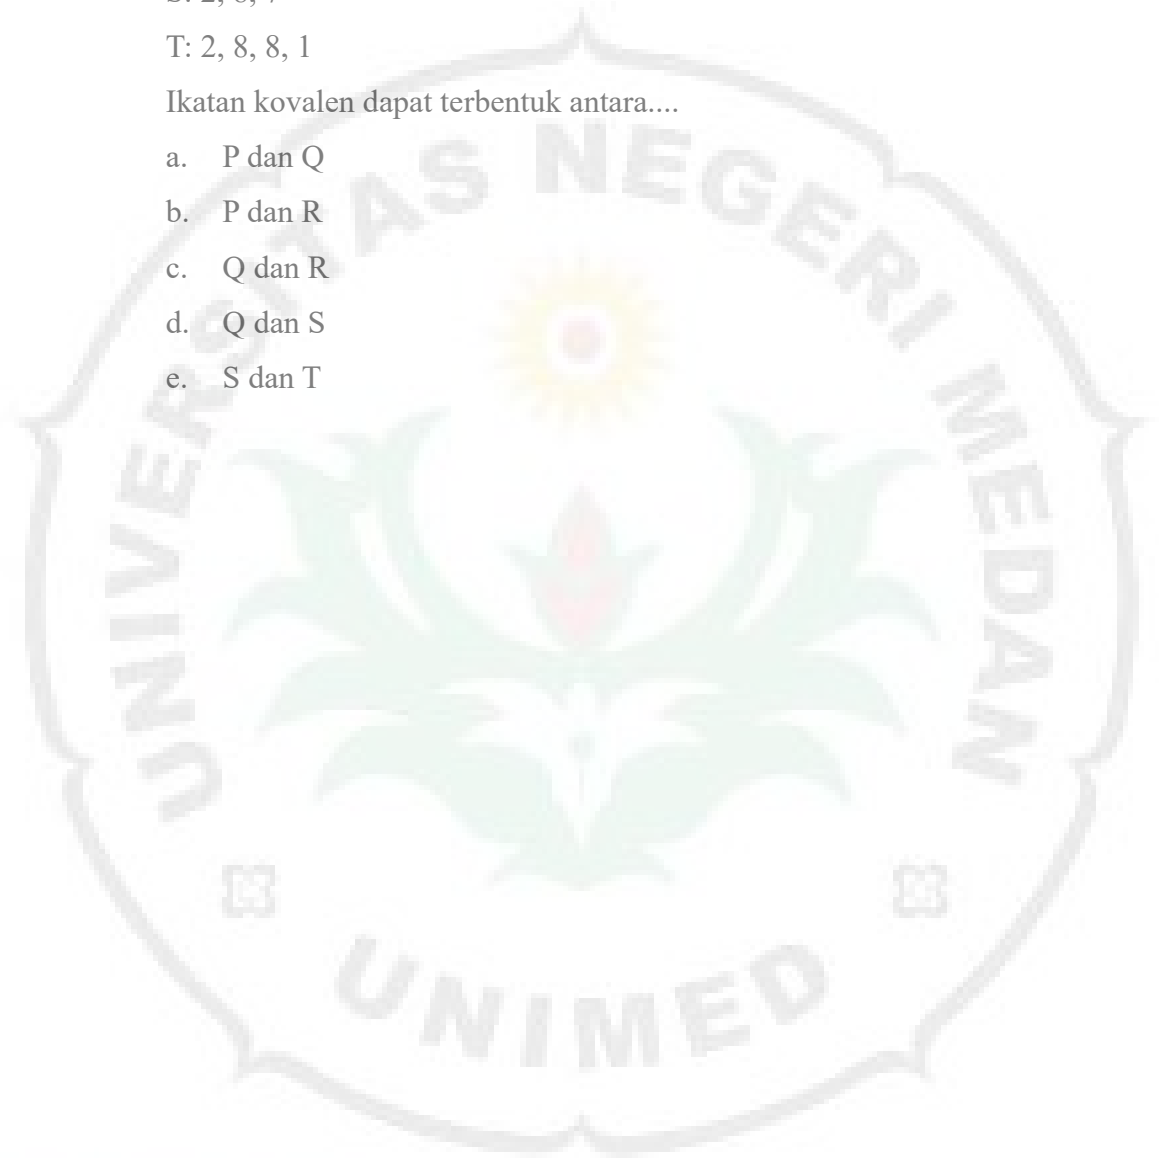 T: 2, 8, 8, 1
Ikatan kovalen dapat terbentuk antara....
a. P dan Q
b. P dan R
c. Q dan R
d. Q dan S
e. S dan T
UNIVERSITAS NEGERI MEDAN
UNIMED